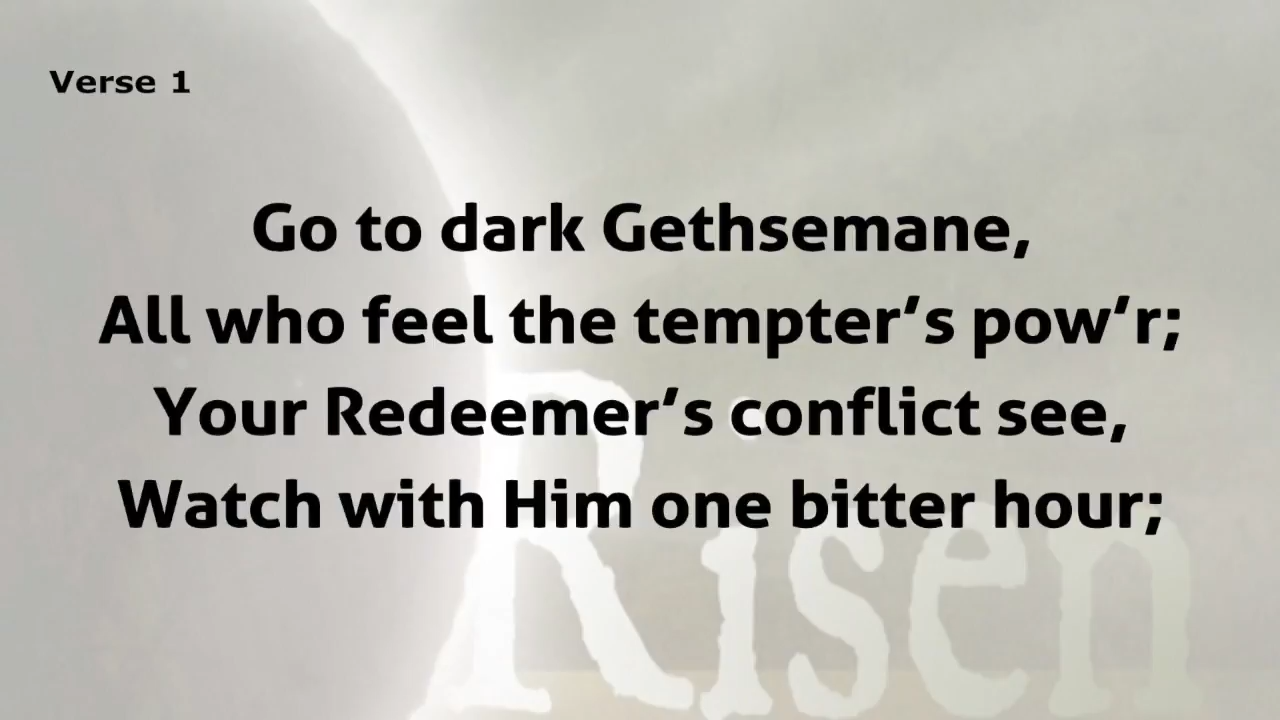 Verse 1
Go to dark Gethsemane,
All who feel the tempter’s pow’r;
Your Redeemer’s conflict see,
Watch with Him one bitter hour;
Risen